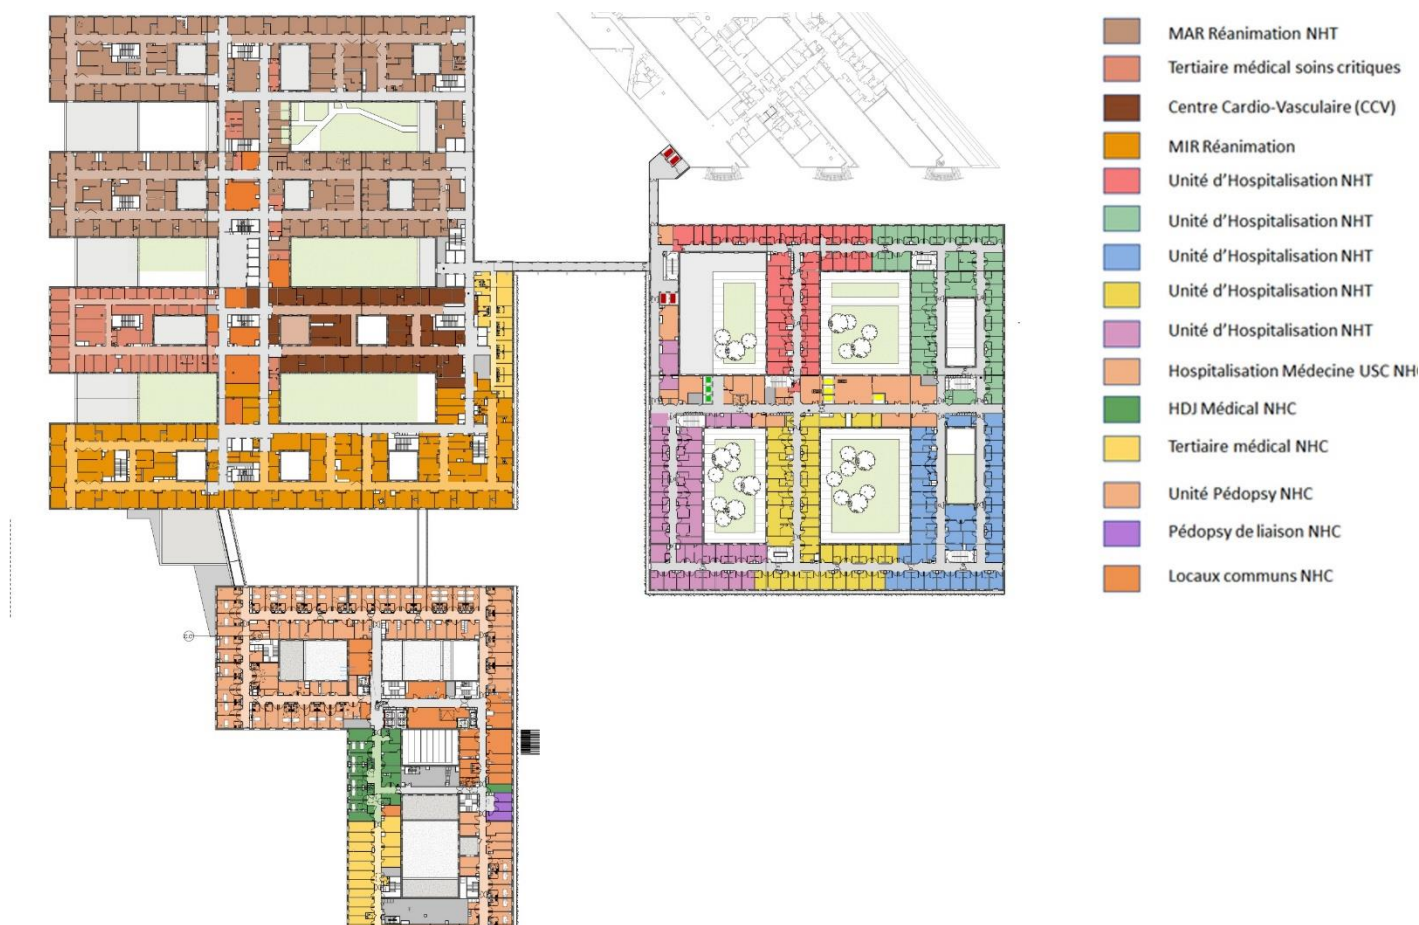 MAR Réanimation NHT
Tertiaire médical soins critiques
Centre Cardio-Vasculaire (CCV)
MIR Réanimation
Unité d'Hospitalisation NHT
Unité d'Hospitalisation NHT
Unité d'Hospitalisation NHT
Unité d'Hospitalisation NHT
Unité d'Hospitalisation NHT
Hospitalisation Médecine USC NHC
HDJ Médical NHC
Tertiaire médical NHC
Unité Pédopsy NHC
Pédopsy de liaison NHC
Locaux communs NHC